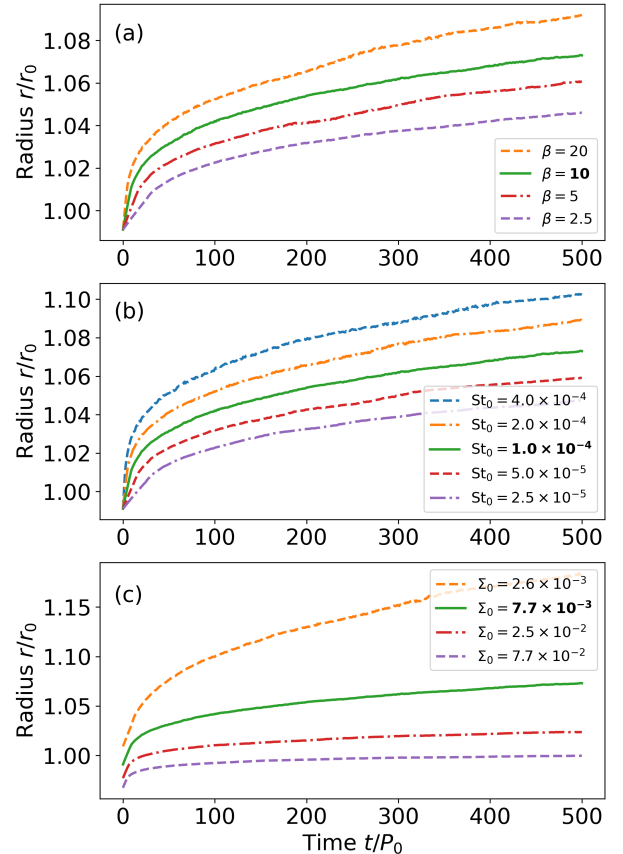 (a)
Radius r/r₀
1.08
1.06
1.04
1.02
1.00
β = 20
β = 10
β = 5
β = 2.5
0 100 200 300 400 500
(b)
Radius r/r₀
1.10
1.08
1.06
1.04
1.02
1.00
St₀ = 4.0 × 10⁻⁴
St₀ = 2.0 × 10⁻⁴
St₀ = 1.0 × 10⁻⁴
St₀ = 5.0 × 10⁻⁵
St₀ = 2.5 × 10⁻⁵
0 100 200 300 400 500
(c)
Radius r/r₀
1.15
1.10
1.05
1.00
Σ₀ = 2.6 × 10⁻³
Σ₀ = 7.7 × 10⁻³
Σ₀ = 2.5 × 10⁻²
Σ₀ = 7.7 × 10⁻²
0 100 200 300 400 500
Time t/P₀